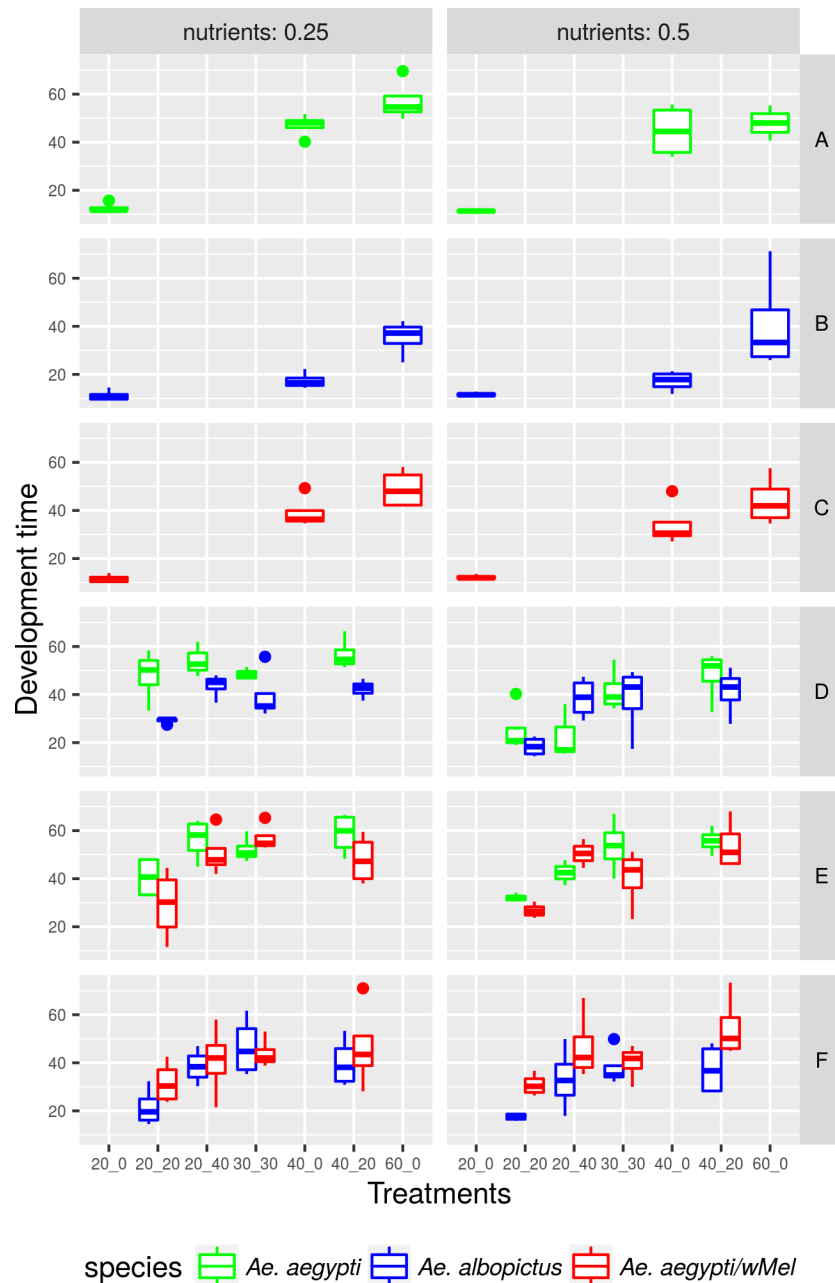 nutrients: 0.25 nutrients: 0.5
60
40
20
A
60
40
20
B
60
40
20
C
60
40
20
D
60
40
20
E
60
40
20
F
Development time
20_0 20_20 20_40 30_30 40_0 40_20 60_0 20_0 20_20 20_40 30_30 40_0 40_20 60_0
Treatments
species Ae. aegypti Ae. albopictus Ae. aegypti/wMel